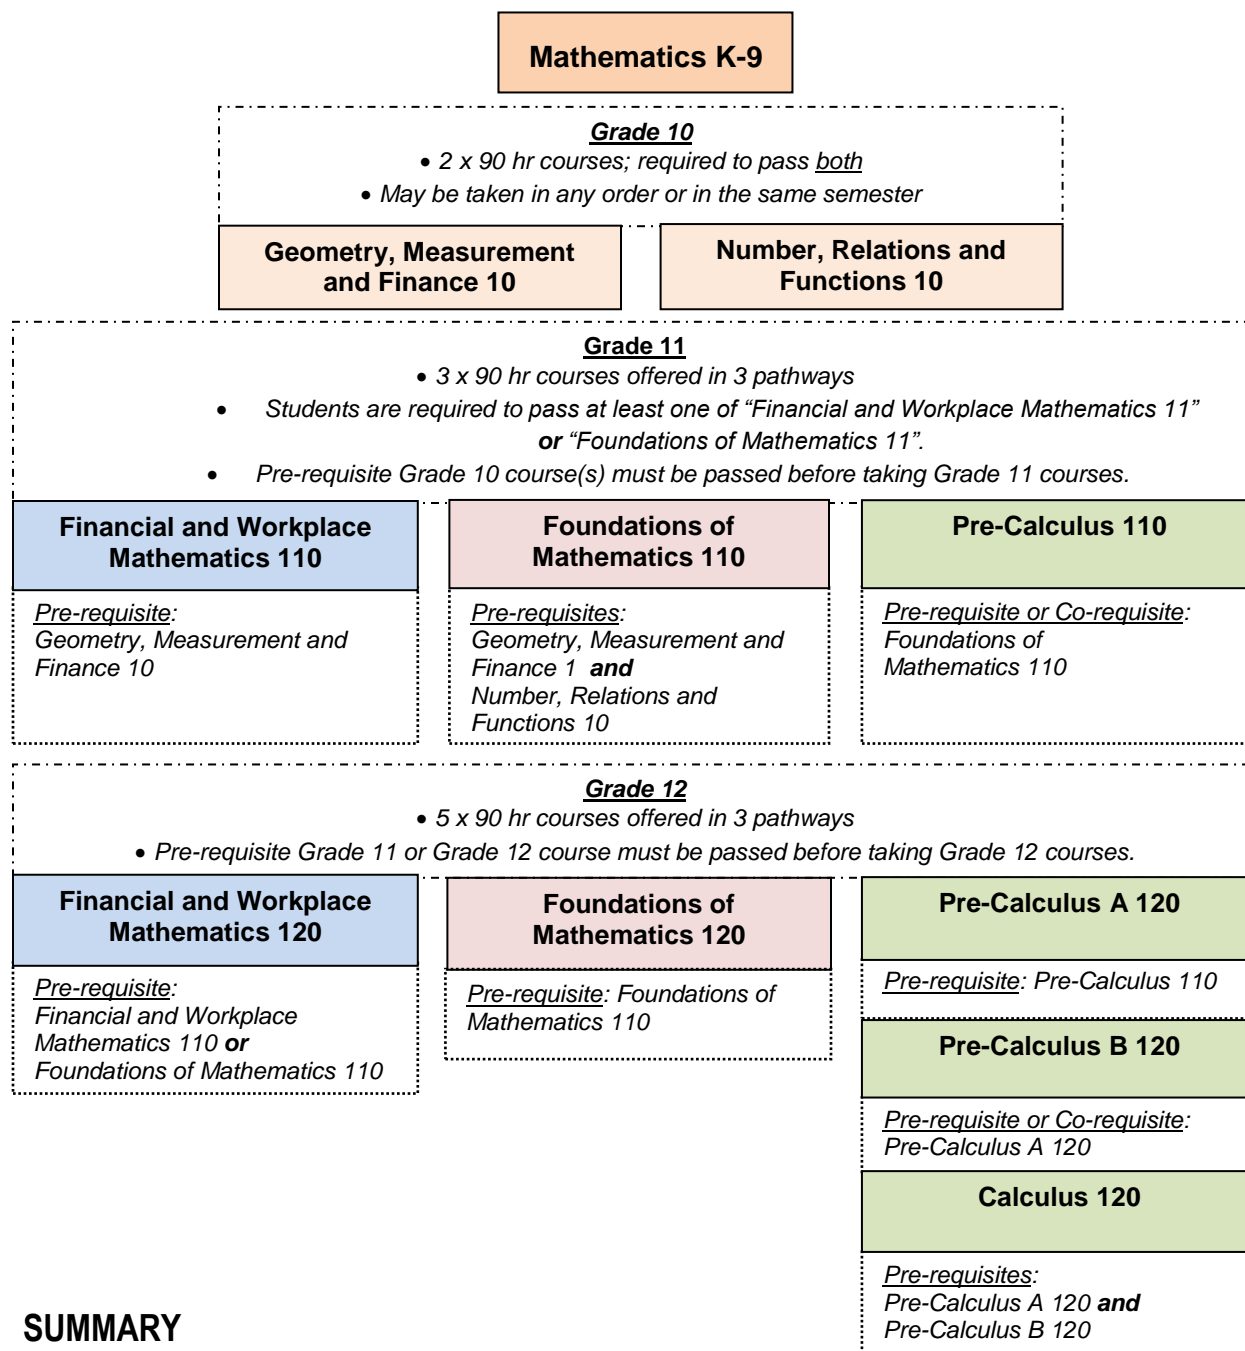 Mathematics K-9
Grade 10
• 2 x 90 hr courses; required to pass both
• May be taken in any order or in the same semester
Geometry, Measurement
and Finance 10
Number, Relations and
Functions 10
Grade 11
• 3 x 90 hr courses offered in 3 pathways
• Students are required to pass at least one of “Financial and Workplace Mathematics 11”
or “Foundations of Mathematics 11”.
• Pre-requisite Grade 10 course(s) must be passed before taking Grade 11 courses.
Financial and Workplace
Mathematics 110
Pre-requisite:
Geometry, Measurement and
Finance 10
Foundations of
Mathematics 110
Pre-requisites:
Geometry, Measurement and
Finance 1 and
Number, Relations and
Functions 10
Pre-Calculus 110
Pre-requisite or Co-requisite:
Foundations of
Mathematics 110
Grade 12
• 5 x 90 hr courses offered in 3 pathways
• Pre-requisite Grade 11 or Grade 12 course must be passed before taking Grade 12 courses.
Financial and Workplace
Mathematics 120
Pre-requisite:
Financial and Workplace
Mathematics 110 or
Foundations of Mathematics 110
Foundations of
Mathematics 120
Pre-requisite: Foundations of
Mathematics 110
Pre-Calculus A 120
Pre-requisite: Pre-Calculus 110
Pre-Calculus B 120
Pre-requisite or Co-requisite:
Pre-Calculus A 120
Calculus 120
Pre-requisites:
Pre-Calculus A 120 and
Pre-Calculus B 120
SUMMARY